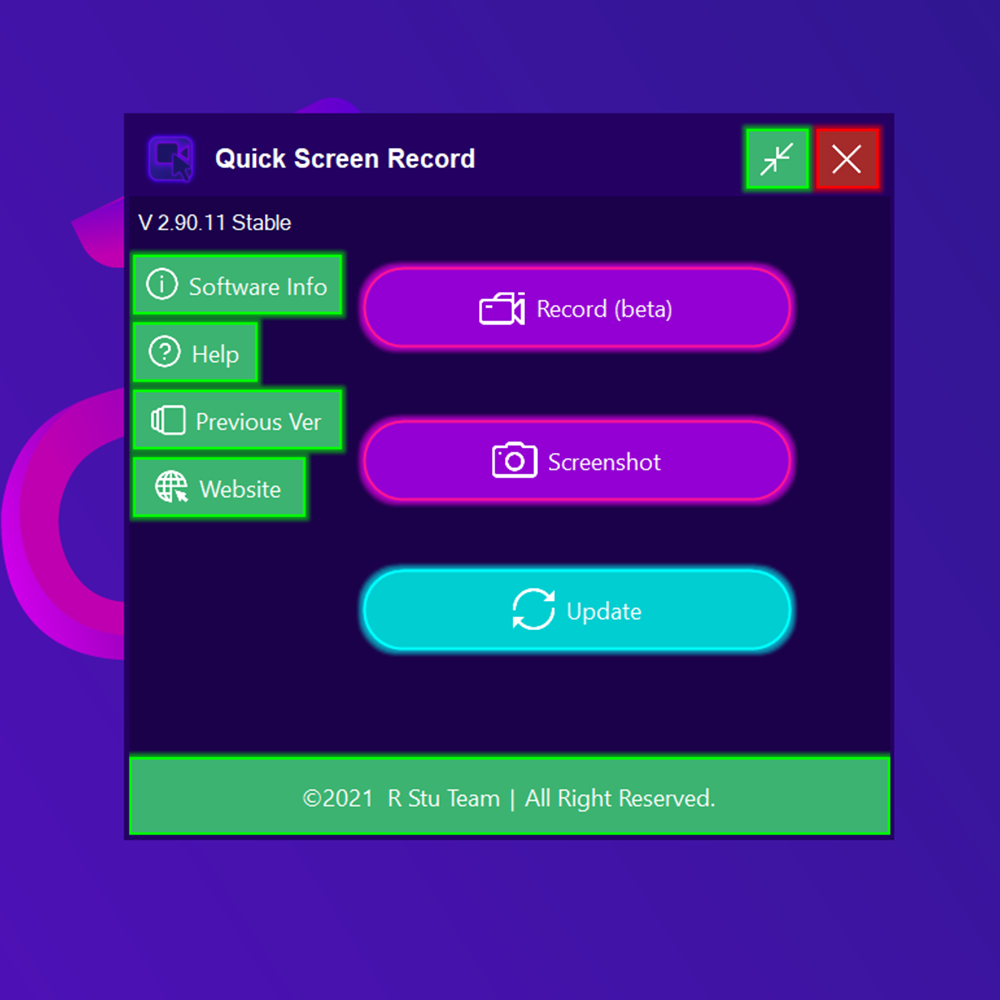 Quick Screen Record
V 2.90.11 Stable
Software Info
Help
Previous Ver
Website
Record (beta)
Screenshot
Update
©2021 R Stu Team | All Right Reserved.